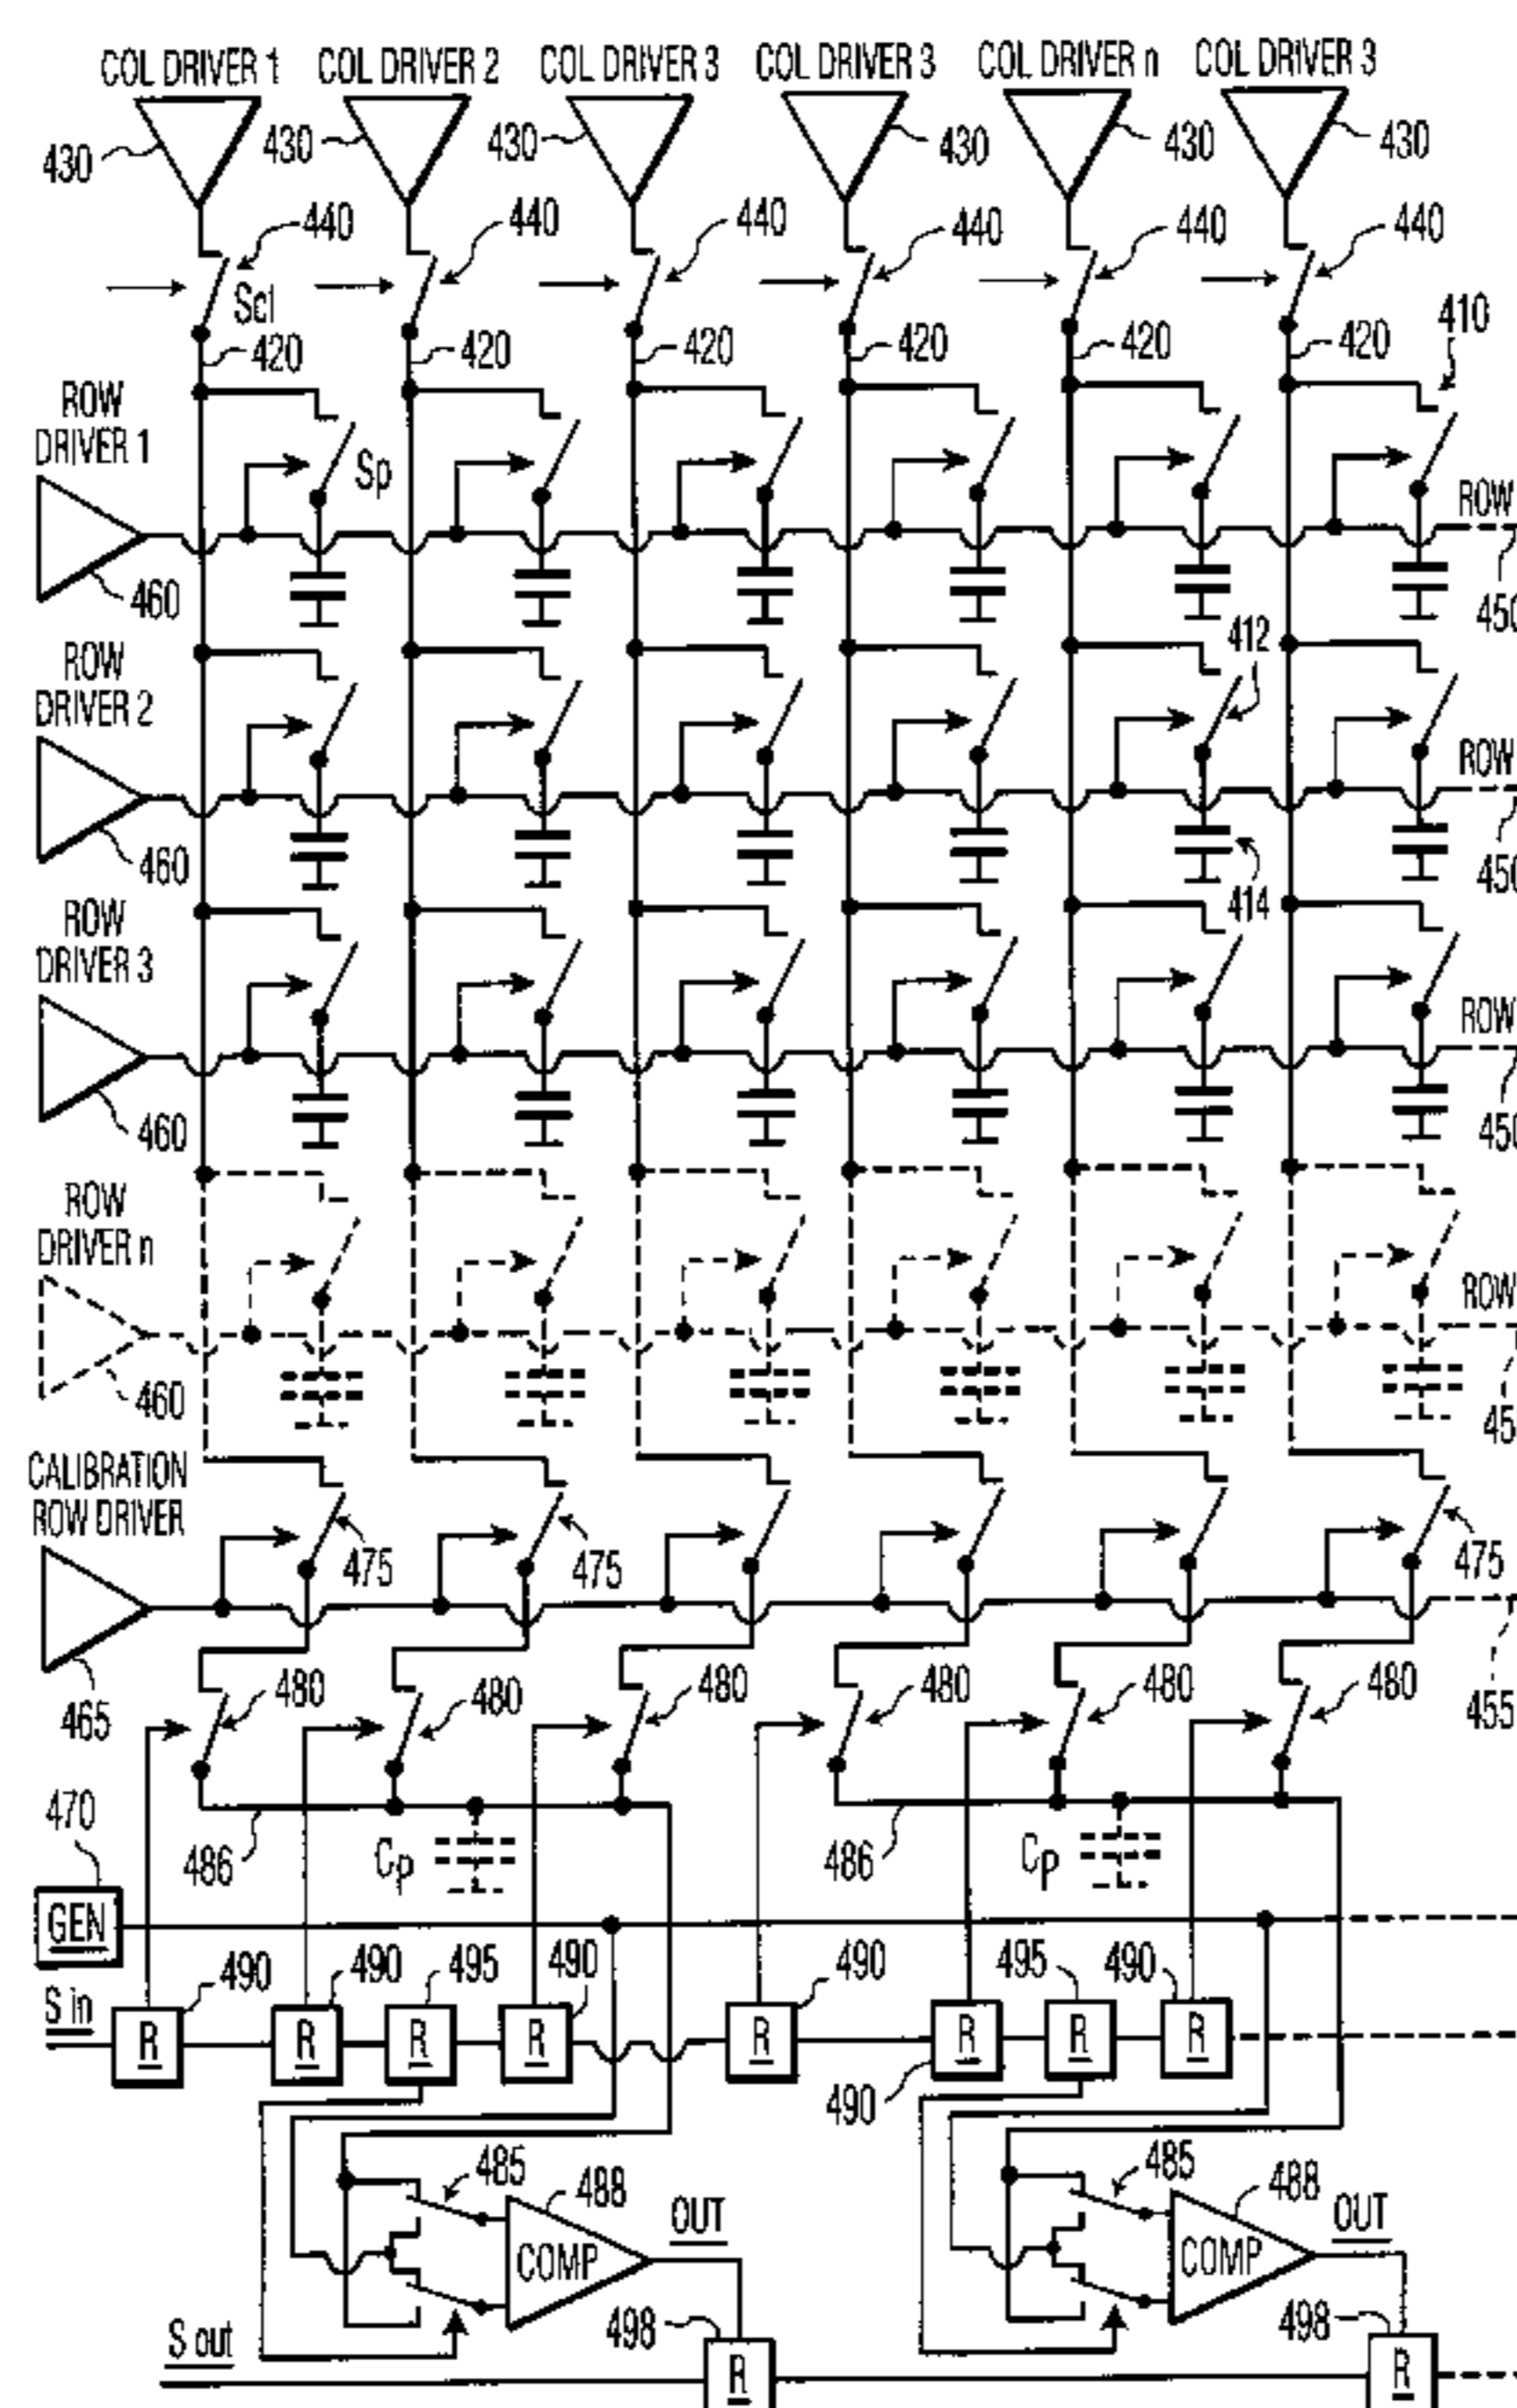 COL DRIVER 1 COL DRIVER 2 COL DRIVER 3 COL DRIVER 3 COL DRIVER n COL DRIVER 3
430 430 430 430 430 430
440 440 440 440 440 440
Sc1
410
420 420 420 420 420 420
ROW
DRIVER 1
Sp
ROW
460
450
412
ROW
DRIVER 2
ROW
460
450
414
ROW
DRIVER 3
ROW
460
450
ROW
DRIVER n
ROW
460
45
CALIBRATION
ROW DRIVER
475 475 475
465
480 480 480 480 480 480
455
470
486 Cp 486 Cp
GEN
490 490 495 490 490 495 490
S in
R R R R R R R R
490
485 488 OUT 485 488 OUT
COMP COMP
S out
498 498
R R